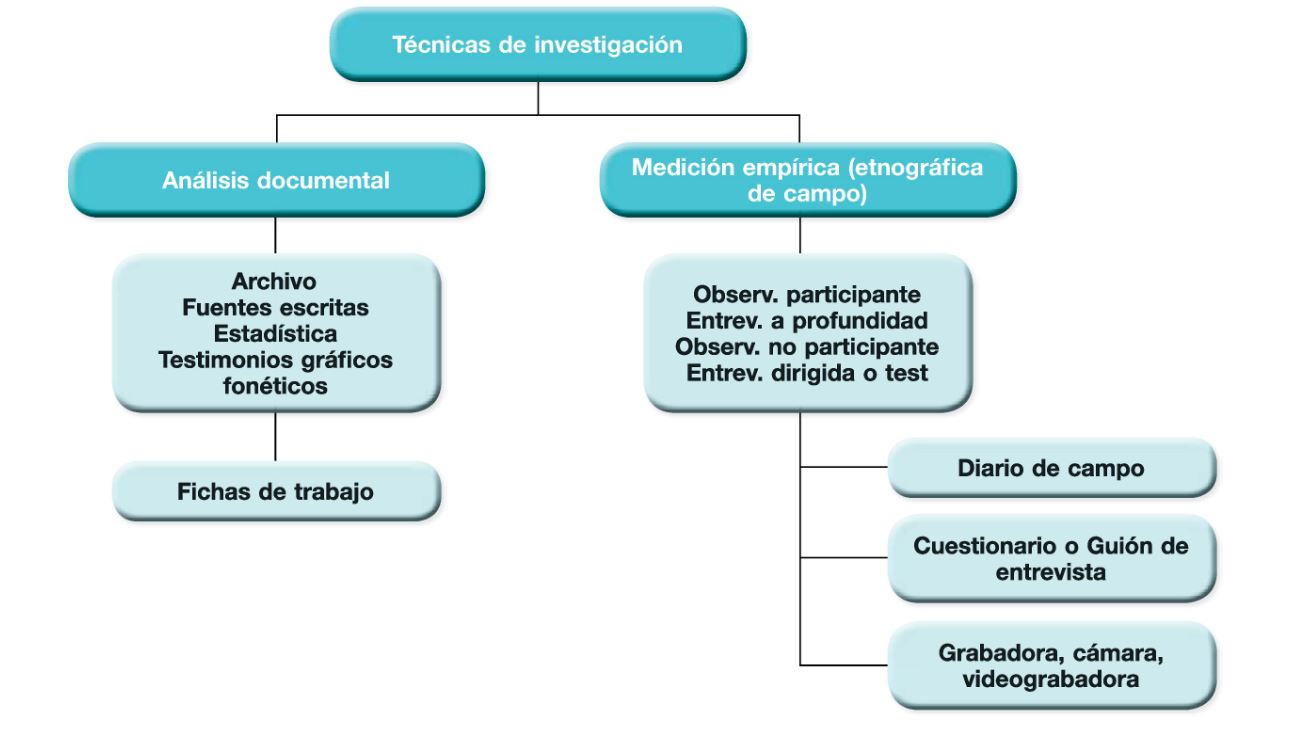 Técnicas de investigación
Análisis documental
Medición empírica (etnográfica
de campo)
Archivo
Fuentes escritas
Estadística
Testimonios gráficos
fonéticos
Observ. participante
Entrev. a profundidad
Observ. no participante
Entrev. dirigida o test
Fichas de trabajo
Diario de campo
Cuestionario o Guión de
entrevista
Grabadora, cámara,
videograbadora